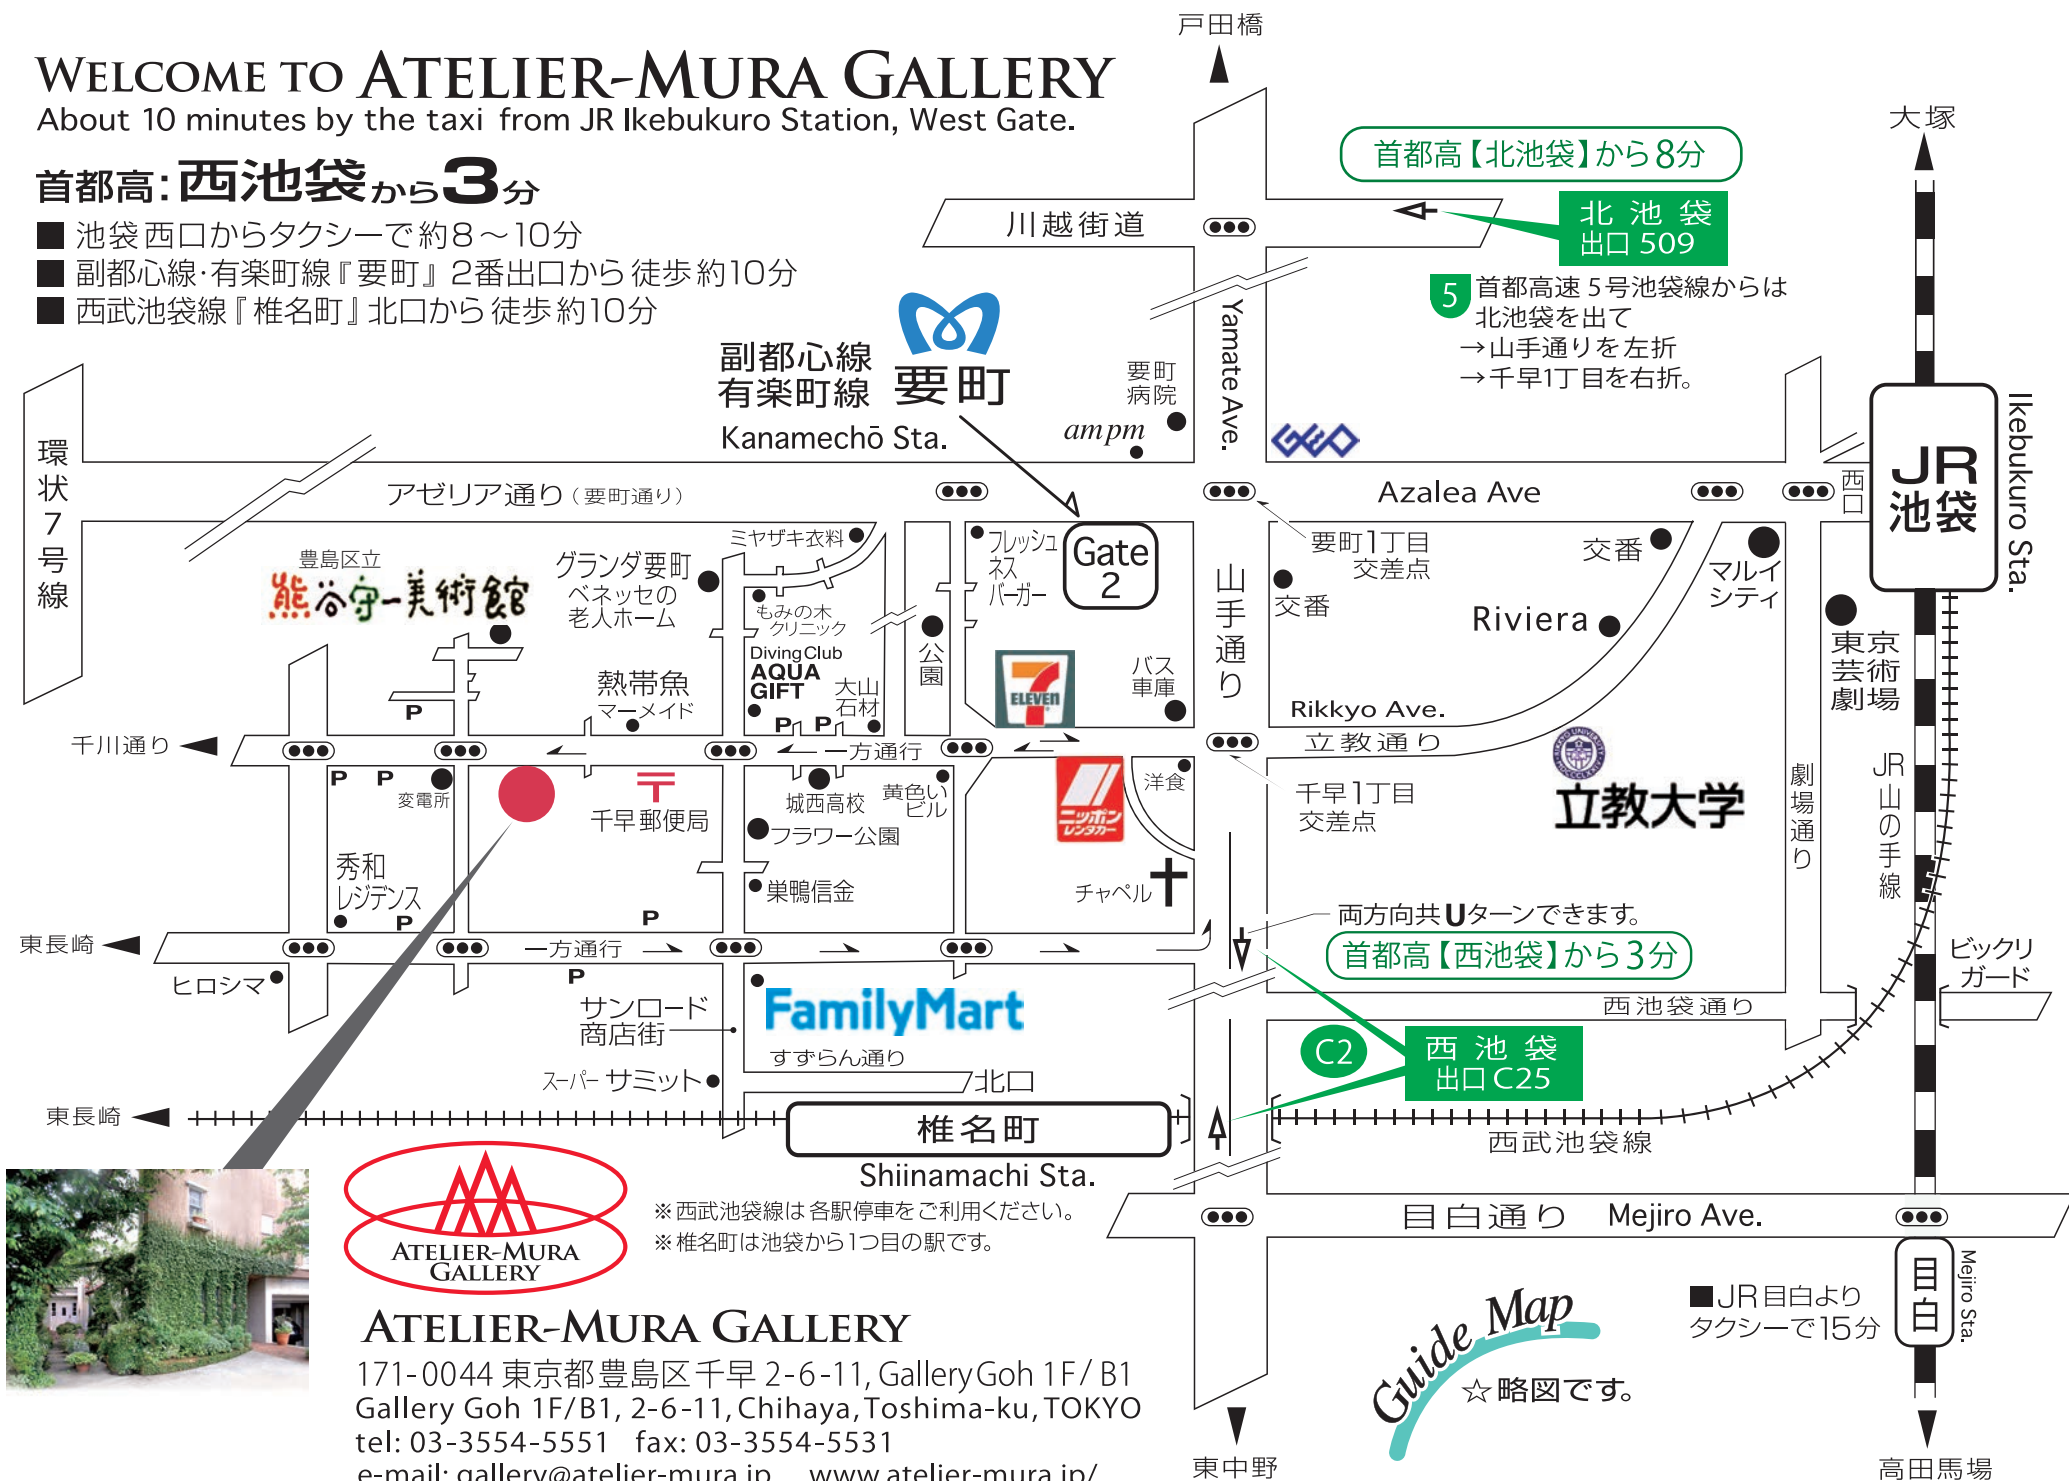 WELCOME TO ATELIER-MURA GALLERY
About 10 minutes by the taxi from JR Ikebukuro Station, West Gate.
首都高:西池袋から3分
■ 池袋 西口からタクシーで 約8～10分
■ 副都心線·有楽町線『要町』2番出口から 徒歩 約10分
■ 西武池袋線『椎名町』北口から 徒歩 約10分
戸田橋
大塚
首都高【北池袋】から8分
川越街道
北池袋
出口 509
5
首都高速 5号池袋線からは
北池袋を出て
→山手通りを左折
→千早1丁目を右折。
副都心線
有楽町線
要町
Kanamechō Sta.
要町
病院
am pm
Yamate Ave.
GEO
環状7号線
アゼリア通り（要町通り）
Azalea Ave
西口
JR
池袋
Ikebukuro Sta.
豊島区立
熊谷守一美術館
グランダ要町
ベネッセの
老人ホーム
ミヤザキ衣料
もみの木
クリニック
Diving Club
AQUA
GIFT
大山
石材
公園
フレッシュ
ネス
バーガー
Gate
2
山手通り
要町1丁目
交差点
交番
交番
マルイ
シティ
Riviera
東京
芸術
劇場
熱帯魚
マーメイド
P
P
P
7
ELEVEN
バス
車庫
Rikkyo Ave.
立教通り
千川通り
一方通行
P
P
変電所
千早 郵便局
城西高校
黄色い
ビル
フラワー公園
ニッポン
レンタカー
洋食
千早1丁目
交差点
RIKKYO UNIVERSITY
立教大学
劇場通り
JR山の手線
秀和
レジデンス
P
P
巣鴨信金
チャペル
両方向共Uターンできます。
首都高【西池袋】から3分
東長崎
一方通行
ヒロシマ
P
サンロード
商店街
FamilyMart
すずらん通り
スーパー サミット
北口
西池袋通り
ビックリ
ガード
C2
西池袋
出口 C25
東長崎
椎名町
Shiinamachi Sta.
西武池袋線
目白通り Mejiro Ave.
目白
Mejiro Sta.
ATELIER-MURA
GALLERY
※西武池袋線は 各駅停車をご利用ください。
※椎名町は池袋から1つ目の駅です。
ATELIER-MURA GALLERY
171-0044 東京都 豊島区 千早 2-6-11, Gallery Goh 1F/ B1
Gallery Goh 1F/B1, 2-6-11, Chihaya, Toshima-ku, TOKYO
tel: 03-3554-5551 fax: 03-3554-5531
e-mail: gallery@atelier-mura.jp www.atelier-mura.jp/
Guide Map
☆略図です。
■JR目白より
タクシーで15分
東中野
高田馬場